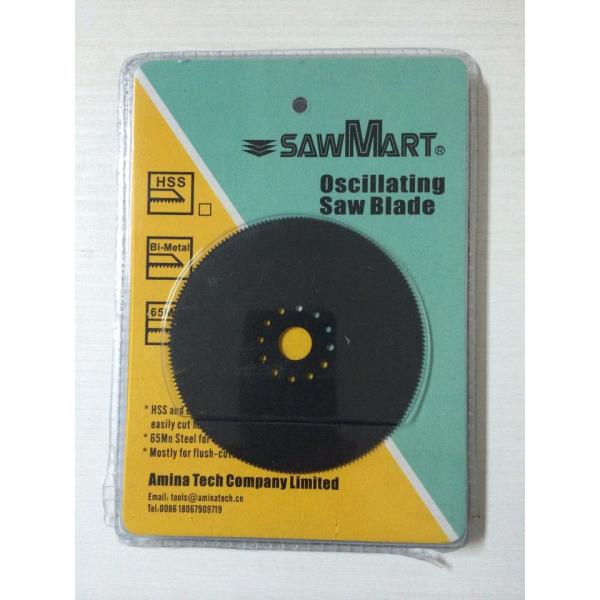 SAWMART®
Oscillating
Saw Blade
HSS
Bi-Metal
65M
* HSS and
easily cut
* 65Mn Steel for
* Mostly for flush-cut
Amina Tech Company Limited
Email: tools@aminatech.cn
Tel:0086 18067909719